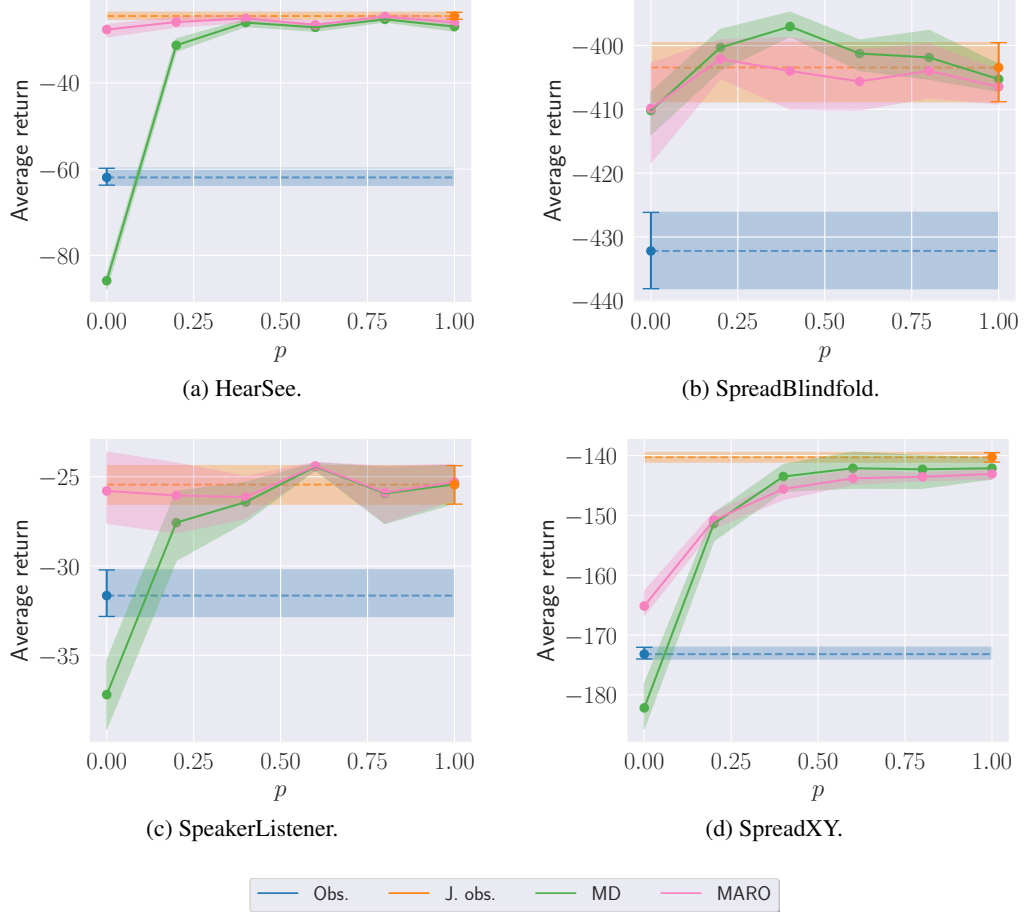 Average return
−40
−60
−80
0.00 0.25 0.50 0.75 1.00
p
(a) HearSee.
Average return
−400
−410
−420
−430
−440
0.00 0.25 0.50 0.75 1.00
p
(b) SpreadBlindfold.
Average return
−25
−30
−35
0.00 0.25 0.50 0.75 1.00
p
(c) SpeakerListener.
Average return
−140
−150
−160
−170
−180
0.00 0.25 0.50 0.75 1.00
p
(d) SpreadXY.
Obs. J. obs. MD MARO